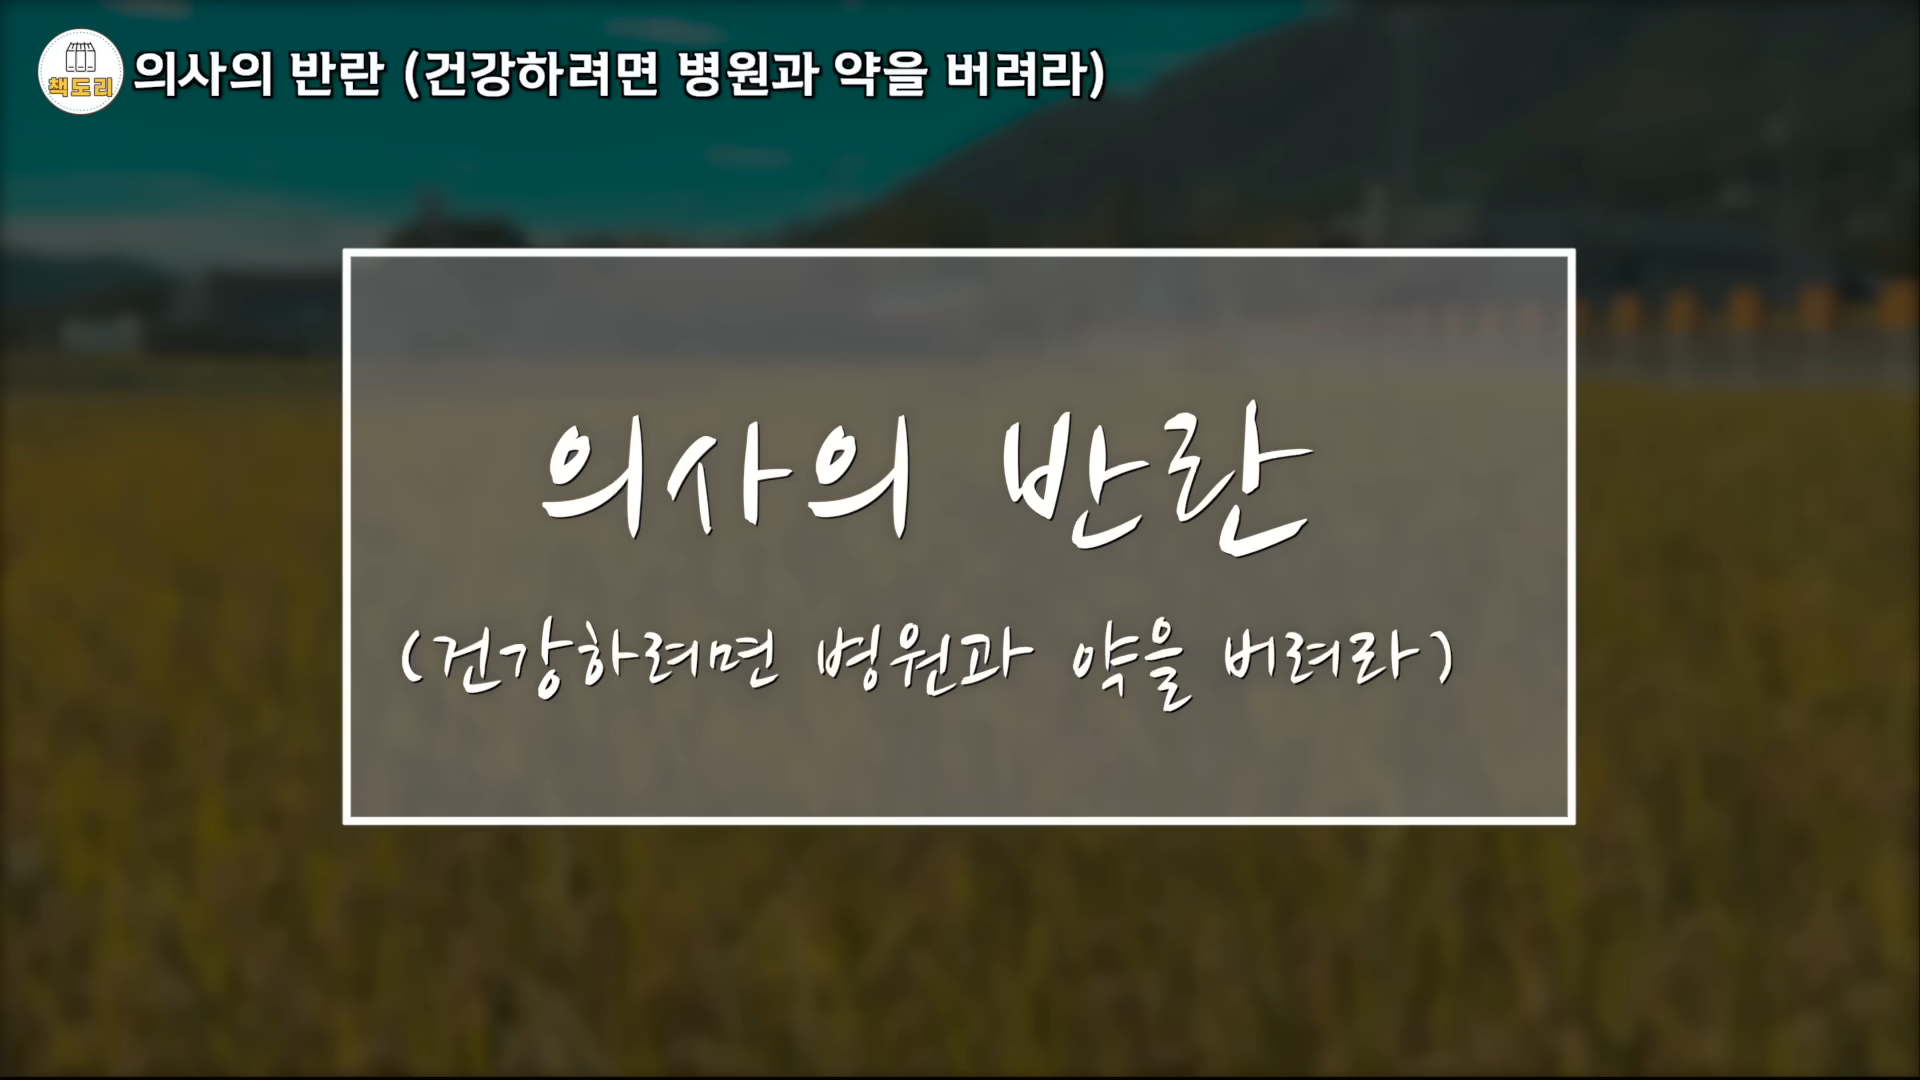 책도리
의사의 반란 (건강하려면 병원과 약을 버려라)
의사의 반란
(건강하려면 병원과 약을 버려라)